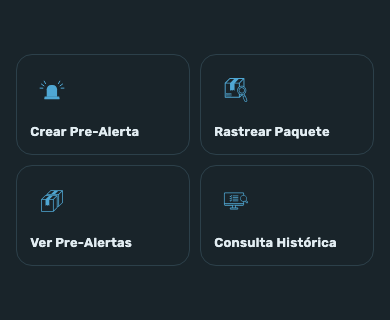 Crear Pre-Alerta
Rastrear Paquete
Ver Pre-Alertas
Consulta Histórica